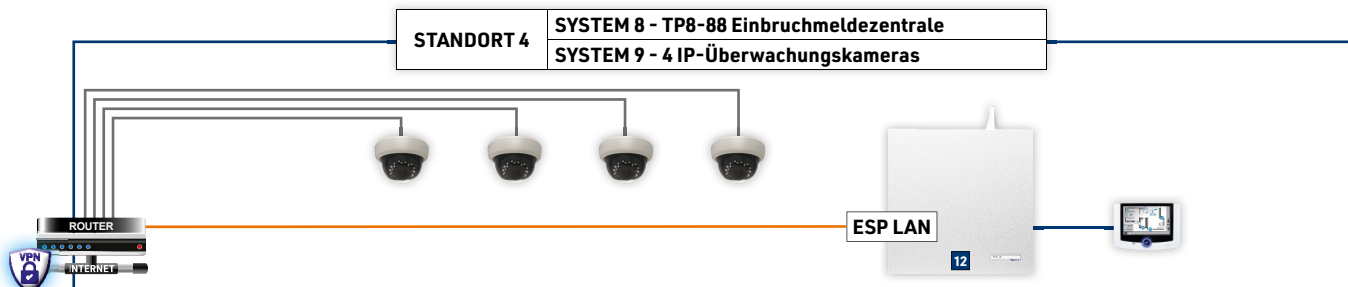 STANDORT 4
SYSTEM 8 - TP8-88 Einbruchmeldezentrale
SYSTEM 9 - 4 IP-Überwachungskameras
ROUTER
ESP LAN
VPN
INTERNET
12